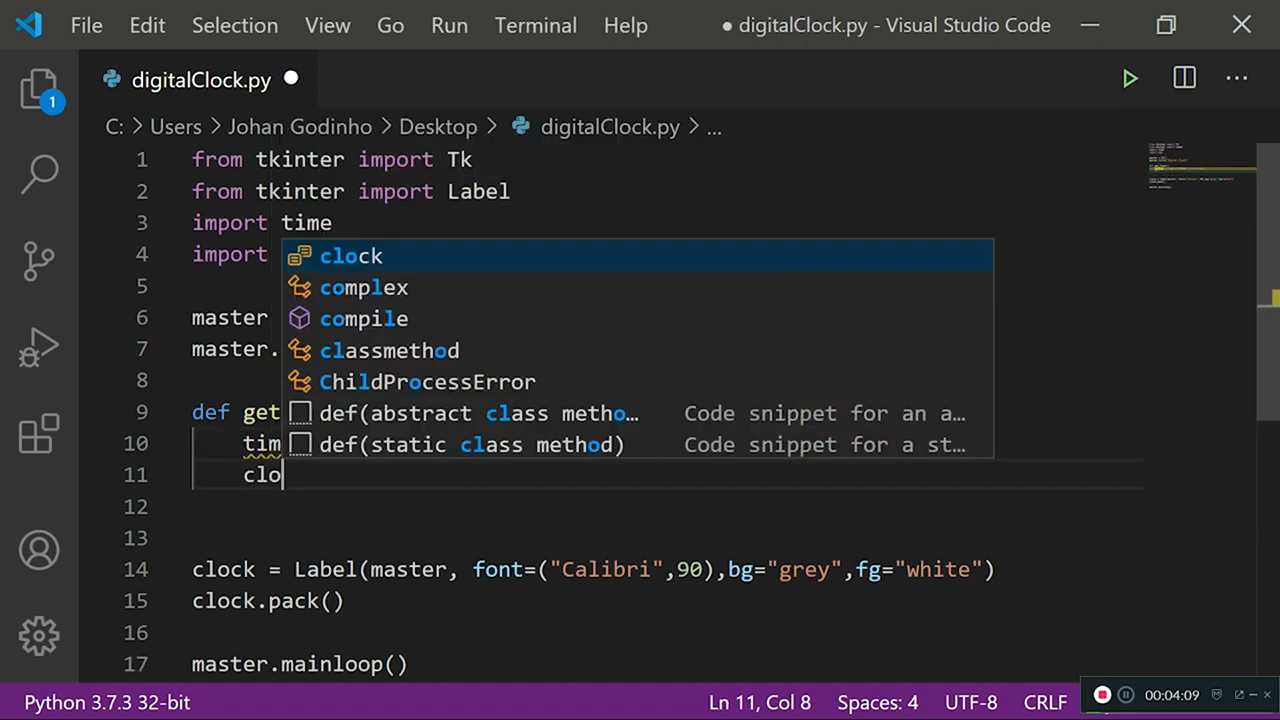 File Edit Selection View Go Run Terminal Help ● digitalClock.py - Visual Studio Code
digitalClock.py
C: > Users > Johan Godinho > Desktop > digitalClock.py > ...
1 from tkinter import Tk
2 from tkinter import Label
3 import time
4 import
clock
5
complex
6 master
compile
7 master.
classmethod
8
ChildProcessError
9 def get
def(abstract class metho… Code snippet for an a…
10 tim
def(static class method) Code snippet for a st…
11 clo
12
13
14 clock = Label(master, font=("Calibri",90),bg="grey",fg="white")
15 clock.pack()
16
17 master.mainloop()
1
Python 3.7.3 32-bit Ln 11, Col 8 Spaces: 4 UTF-8 CRLF 00:04:09